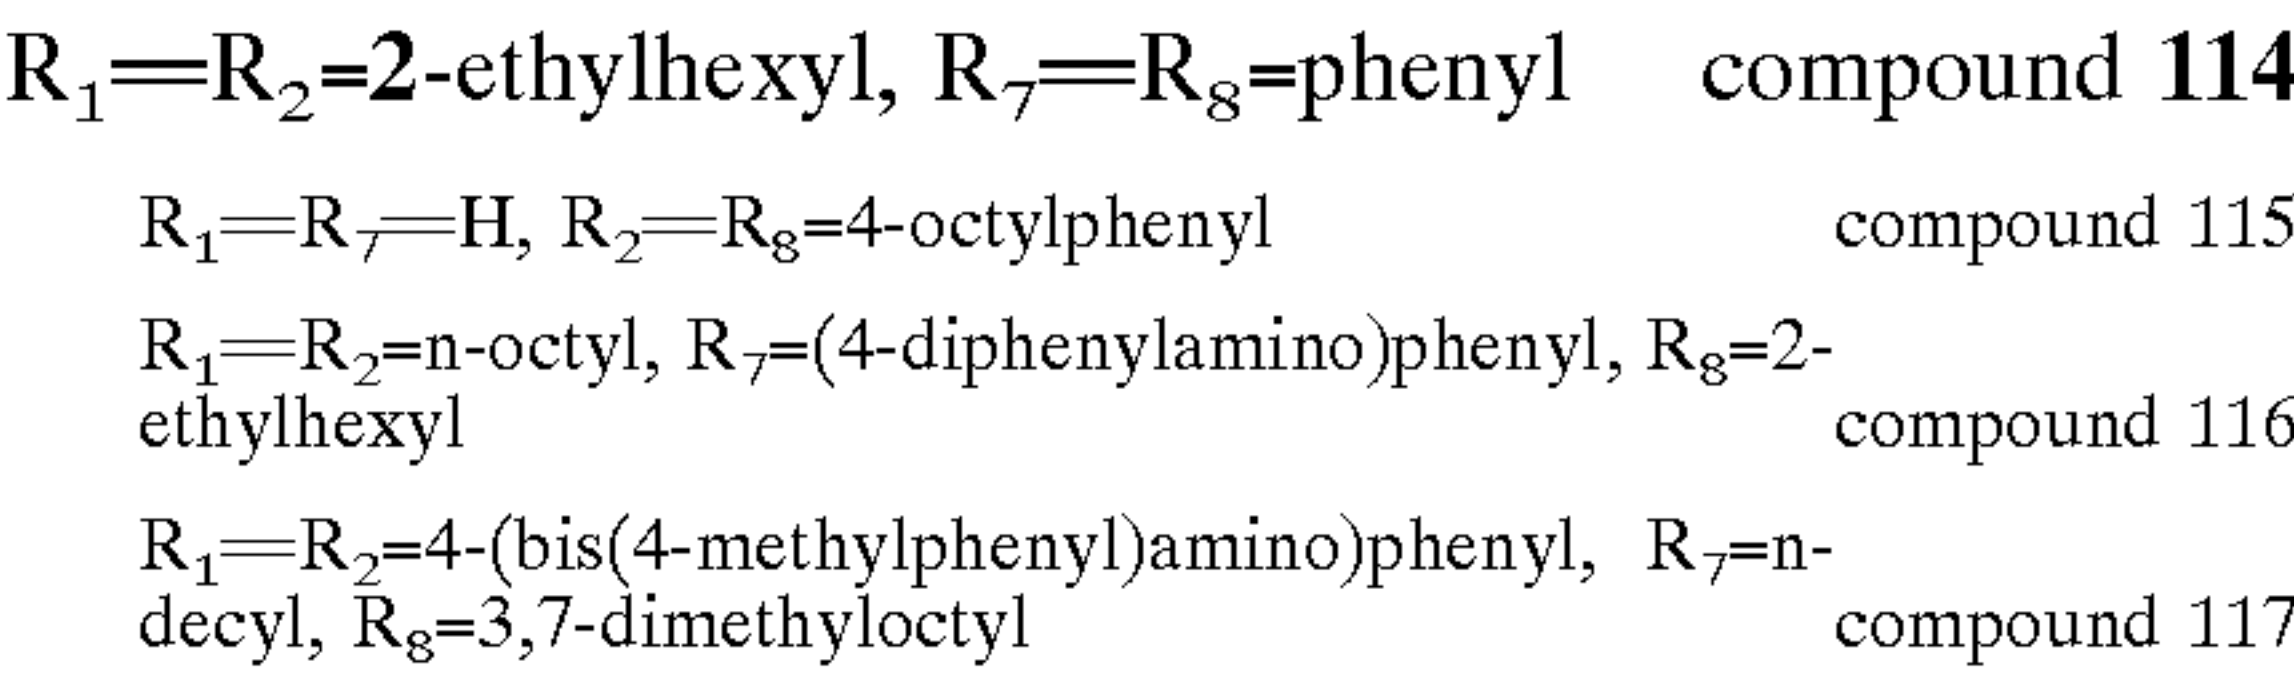 R₁═R₂=2-ethylhexyl, R₇═R₈=phenyl compound 114
R₁═R₇═H, R₂═R₈=4-octylphenyl compound 115
R₁═R₂=n-octyl, R₇=(4-diphenylamino)phenyl, R₈=2-
ethylhexyl compound 116
R₁═R₂=4-(bis(4-methylphenyl)amino)phenyl, R₇=n-
decyl, R₈=3,7-dimethyloctyl compound 117